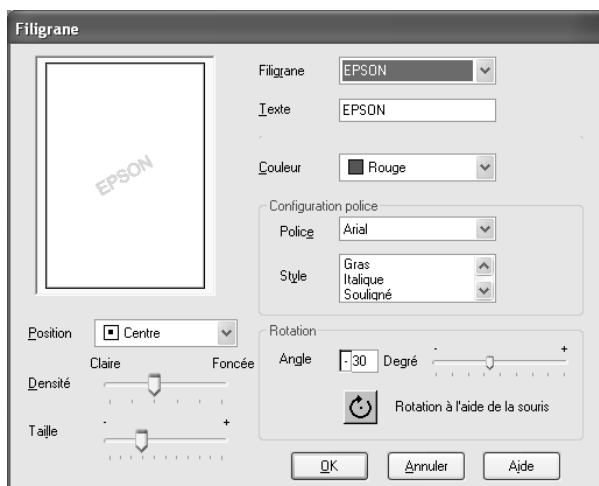 Filigrane
EPSON
Filigrane EPSON
Texte EPSON
Couleur Rouge
Configuration police
Police Arial
Style Gras
Italique
Souligné
Position Centre
Claire Foncée
Densité
Taille - +
Rotation
- +
Angle -30 Degré
Rotation à l'aide de la souris
OK Annuler Aide